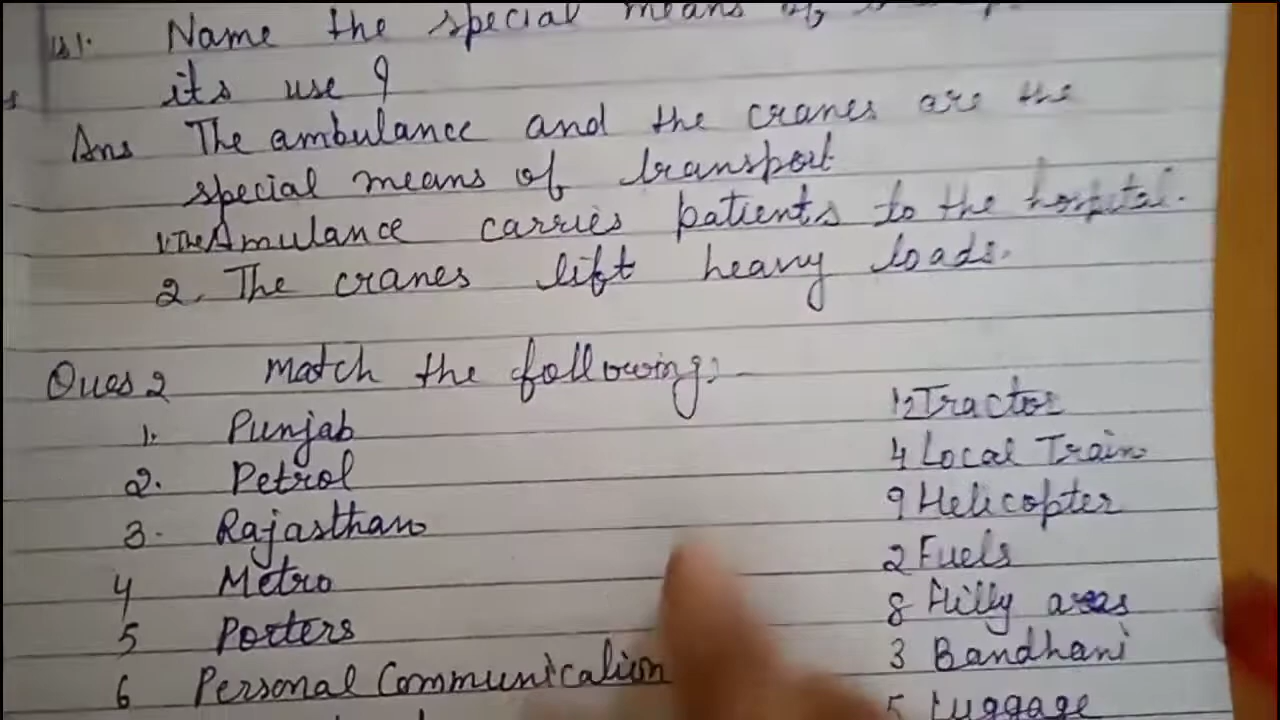 Name the special means of
its use ?
Ans The ambulance and the cranes are the
special means of transport
1. The Amulance carries patients to the hospital.
2. The cranes lift heavy loads.
Ques 2 Match the following:-
1. Punjab 1. Tractor
2. Petrol 4 Local Train
3. Rajasthan 9 Helicopter
4 Metro 2 Fuels
5 Porters 8 Hilly areas
6 Personal Communication 3 Bandhani
5 Luggage